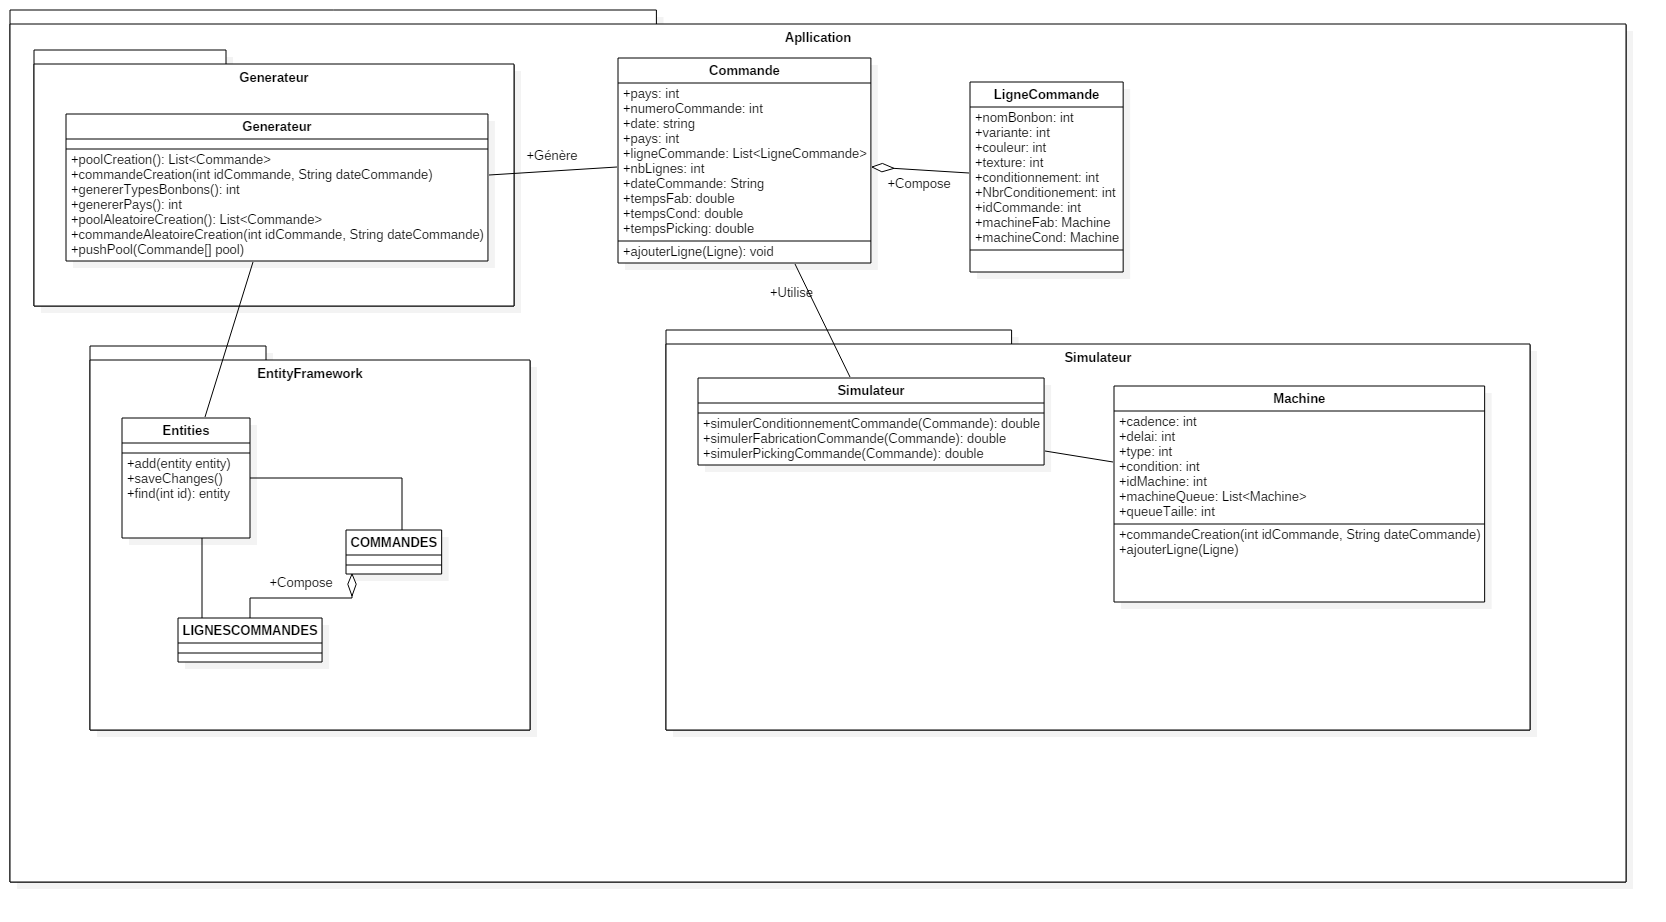 Apllication
Generateur
Generateur
+poolCreation(): List<Commande>
+commandeCreation(int idCommande, String dateCommande)
+genererTypesBonbons(): int
+genererPays(): int
+poolAleatoireCreation(): List<Commande>
+commandeAleatoireCreation(int idCommande, String dateCommande)
+pushPool(Commande[] pool)
+Génère
Commande
+pays: int
+numeroCommande: int
+date: string
+pays: int
+ligneCommande: List<LigneCommande>
+nbLignes: int
+dateCommande: String
+tempsFab: double
+tempsCond: double
+tempsPicking: double
+ajouterLigne(Ligne): void
+Compose
LigneCommande
+nomBonbon: int
+variante: int
+couleur: int
+texture: int
+conditionnement: int
+NbrConditionement: int
+idCommande: int
+machineFab: Machine
+machineCond: Machine
+Utilise
EntityFramework
Entities
+add(entity entity)
+saveChanges()
+find(int id): entity
COMMANDES
+Compose
LIGNESCOMMANDES
Simulateur
Simulateur
+simulerConditionnementCommande(Commande): double
+simulerFabricationCommande(Commande): double
+simulerPickingCommande(Commande): double
Machine
+cadence: int
+delai: int
+type: int
+condition: int
+idMachine: int
+machineQueue: List<Machine>
+queueTaille: int
+commandeCreation(int idCommande, String dateCommande)
+ajouterLigne(Ligne)